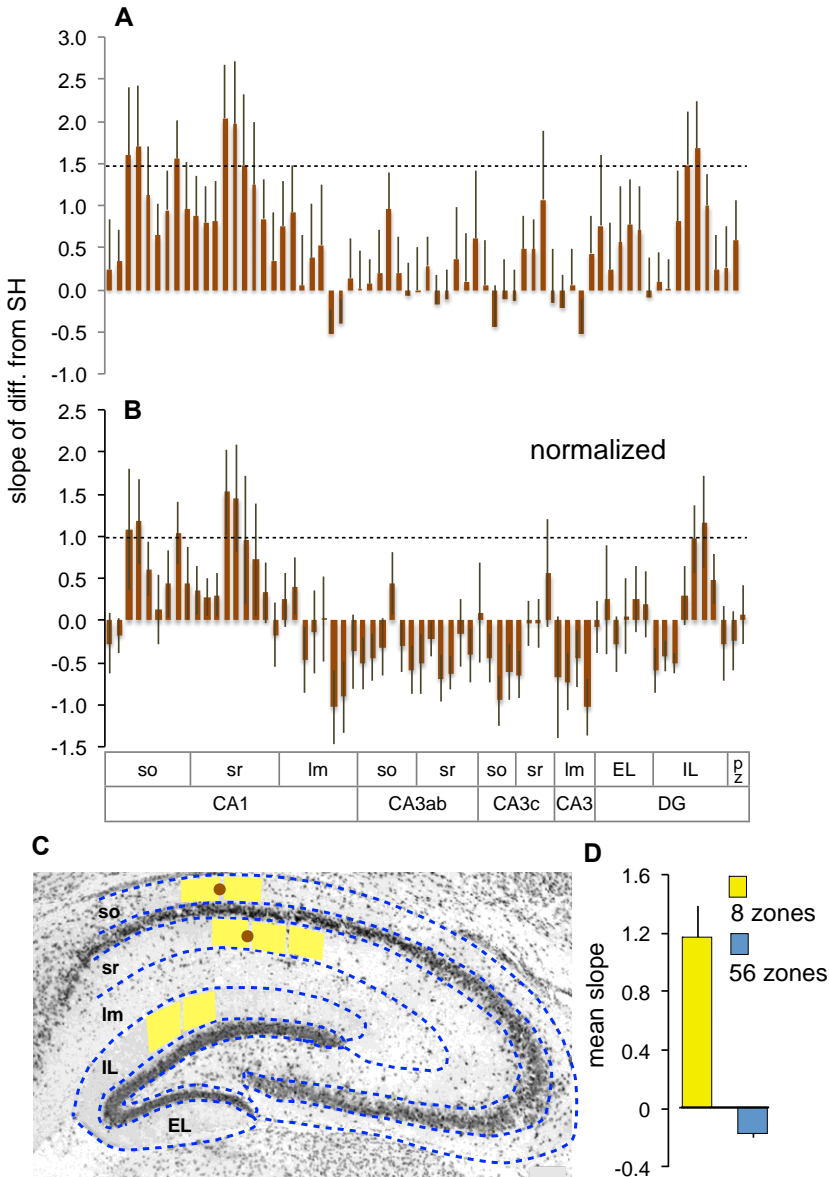 A
3.0
2.5
2.0
1.5
1.0
0.5
0.0
-0.5
-1.0
slope of diff. from SH
B
normalized
2.5
2.0
1.5
1.0
0.5
0.0
-0.5
-1.0
-1.5
so sr lm so sr so sr lm EL IL p z
CA1 CA3ab CA3c CA3 DG
C
so
sr
lm
IL
EL
D
mean slope
1.6
1.2
0.8
0.4
0
-0.4
8 zones
56 zones